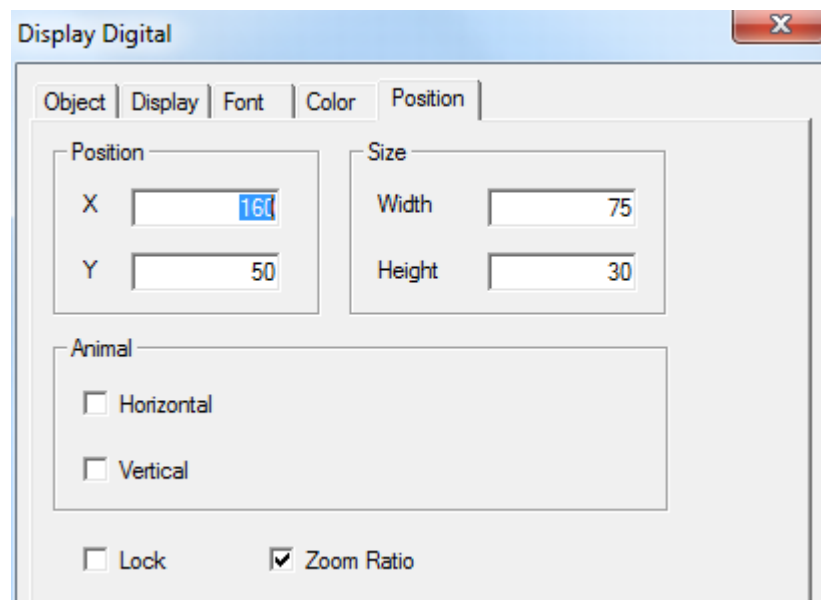 Display Digital
Object Display Font Color Position
Position Size
X 160 Width 75
Y 50 Height 30
Animal
Horizontal
Vertical
Lock Zoom Ratio